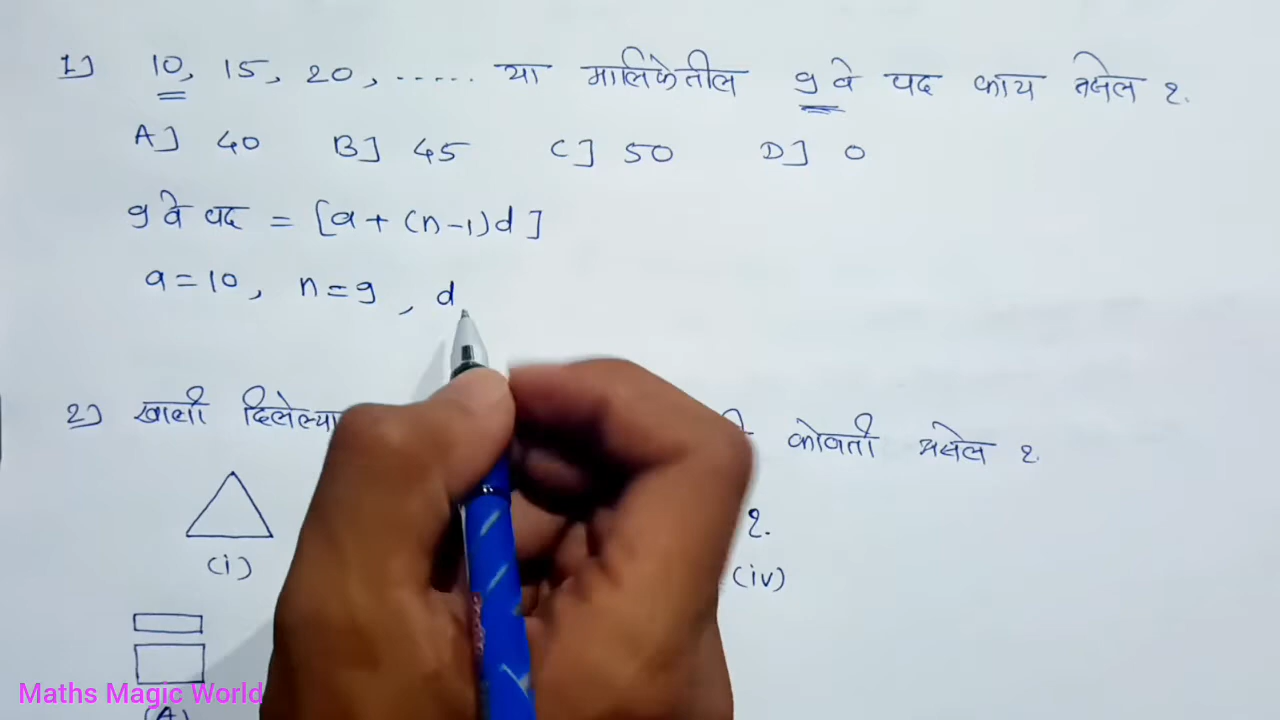 1] 10, 15, 20, ...... या मालिकेतील 9 वे पद काय असेल ?.
A] 40 B] 45 C] 50 D] 0
9 वे पद = [a + (n-1)d]
a = 10, n = 9, d
2] खाली दिलेल्या कोणती असेल ?.
?.
(i) (iv)
(A)
Maths Magic World